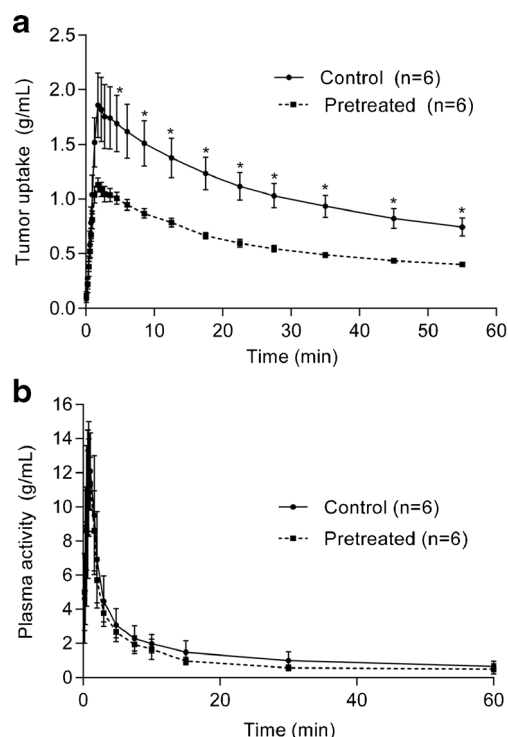 a
2.5
2.0
1.5
1.0
0.5
0.0
Tumor uptake (g/mL)
* * * * * * * * *
Control (n=6)
Pretreated (n=6)
0 10 20 30 40 50 60
Time (min)
b
16
14
12
10
8
6
4
2
0
Plasma activity (g/mL)
Control (n=6)
Pretreated (n=6)
0 20 40 60
Time (min)